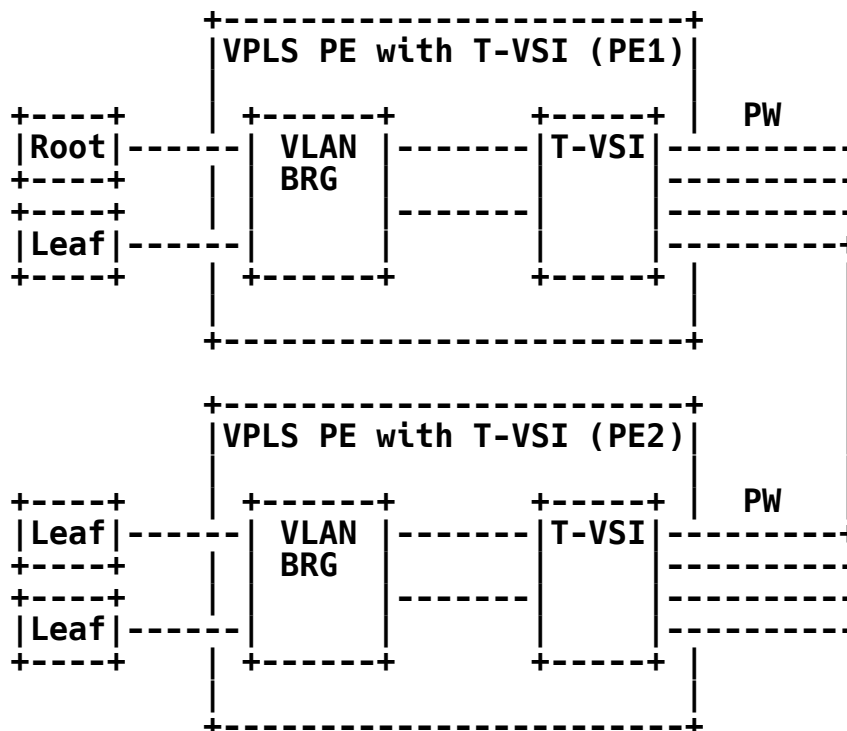 VPLS PE with T-VSI (PE1)
PW
Root VLAN T-VSI
BRG
Leaf
VPLS PE with T-VSI (PE2)
PW
Leaf VLAN T-VSI
BRG
Leaf